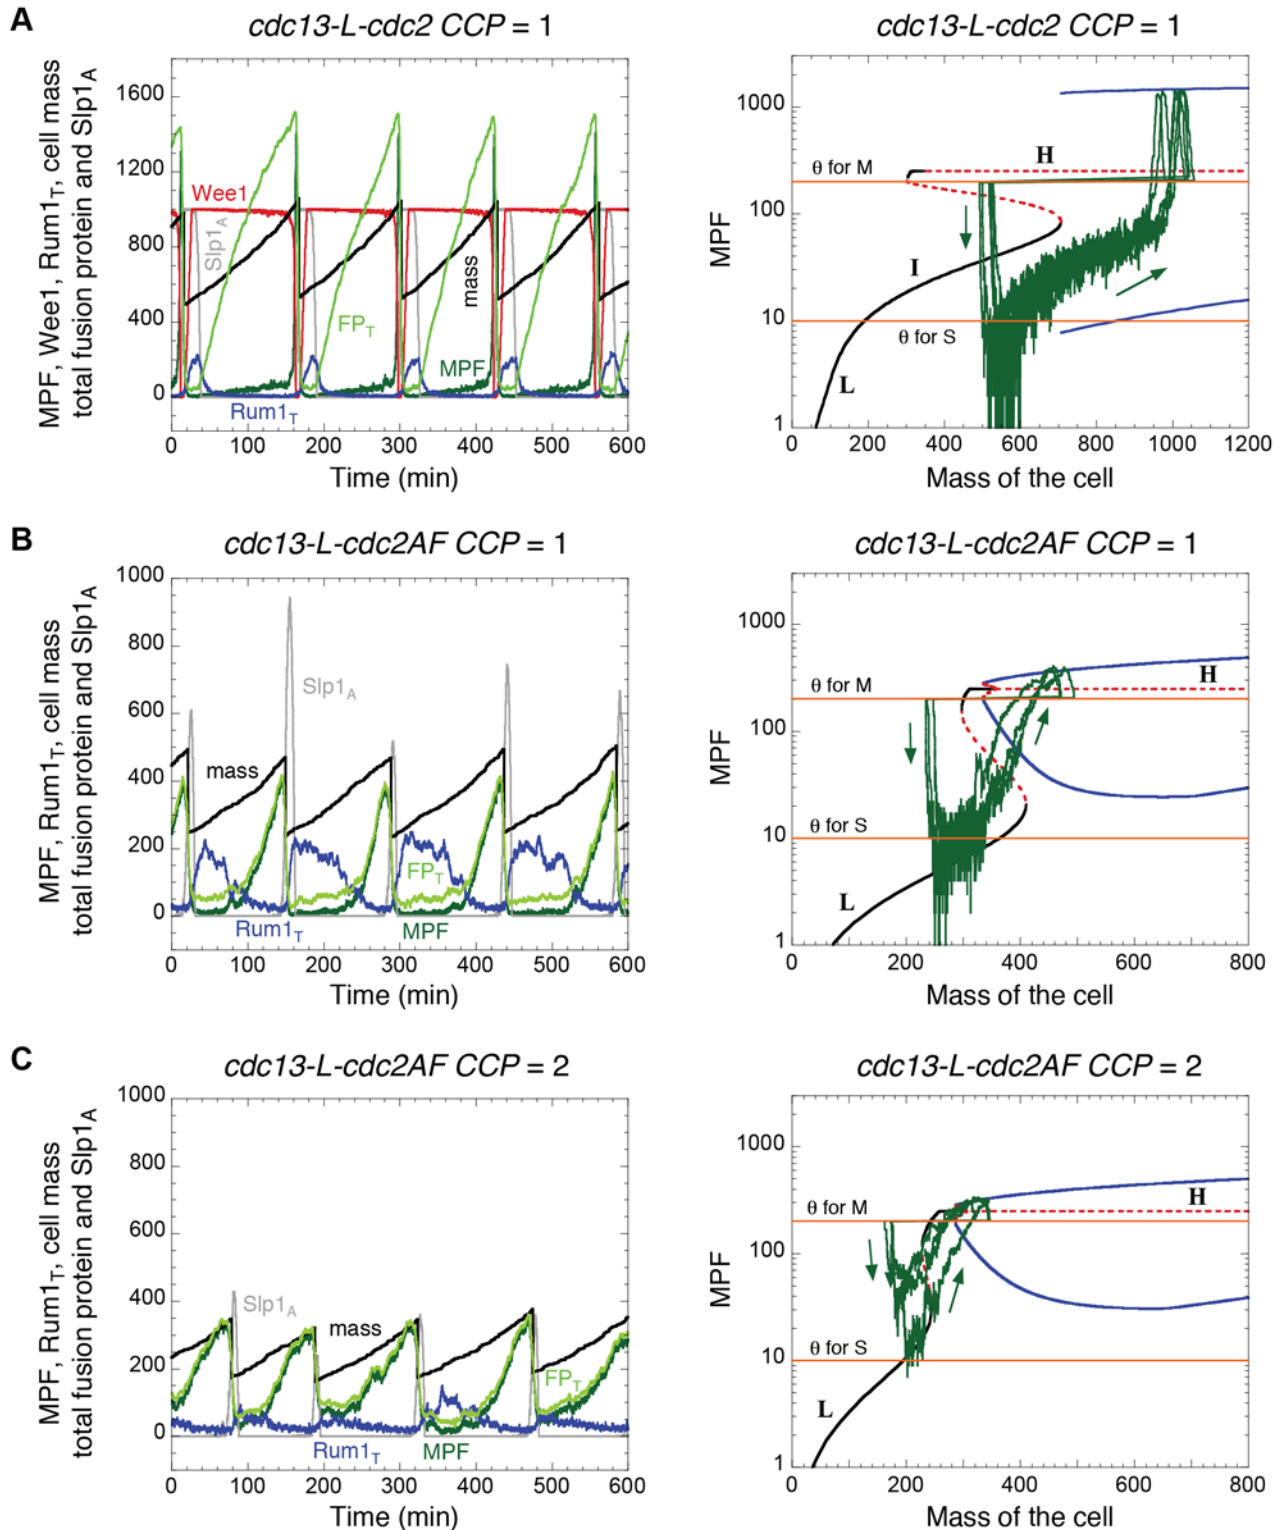 A
cdc13-L-cdc2 CCP = 1
MPF, Wee1, Rum1T, cell mass
total fusion protein and Slp1A
1600
1200
1000
800
400
0
Wee1
Slp1A
FPT
mass
MPF
Rum1T
0 100 200 300 400 500 600
Time (min)
cdc13-L-cdc2 CCP = 1
MPF
1000
100
10
1
θ for M
H
I
θ for S
L
0 200 400 600 800 1000 1200
Mass of the cell
B
cdc13-L-cdc2AF CCP = 1
MPF, Rum1T, cell mass
total fusion protein and Slp1A
1000
800
600
400
200
0
Slp1A
mass
FPT
Rum1T
MPF
0 100 200 300 400 500 600
Time (min)
cdc13-L-cdc2AF CCP = 1
MPF
1000
100
10
1
θ for M
H
θ for S
L
0 200 400 600 800
Mass of the cell
C
cdc13-L-cdc2AF CCP = 2
MPF, Rum1T, cell mass
total fusion protein and Slp1A
1000
800
600
400
200
0
Slp1A
mass
FPT
Rum1T
MPF
0 100 200 300 400 500 600
Time (min)
cdc13-L-cdc2AF CCP = 2
MPF
1000
100
10
1
θ for M
H
θ for S
L
0 200 400 600 800
Mass of the cell